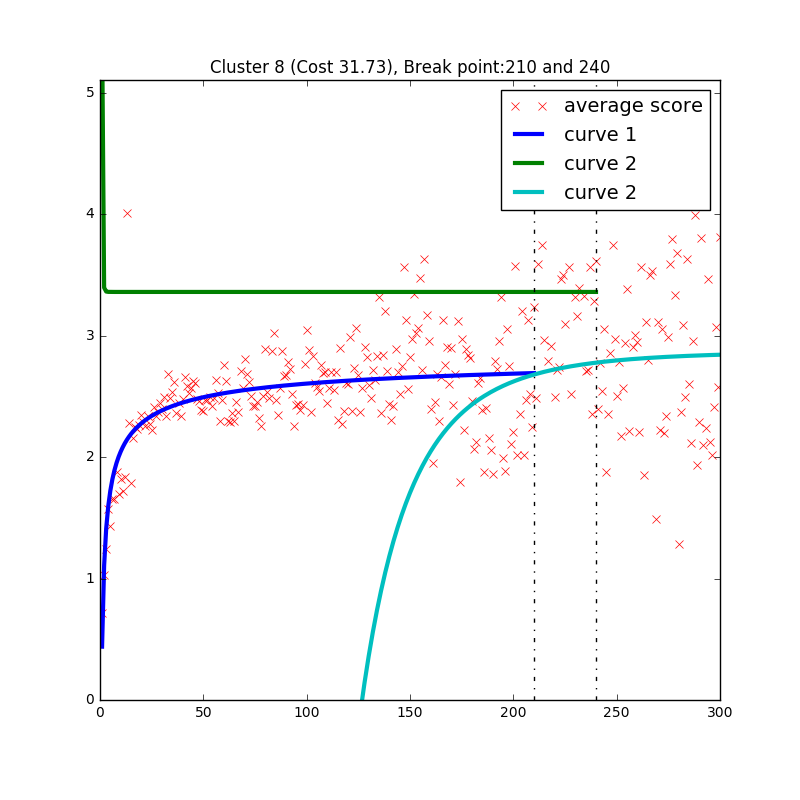 Cluster 8 (Cost 31.73), Break point:210 and 240
average score
curve 1
curve 2
curve 2
5
4
3
2
1
0
0 50 100 150 200 250 300